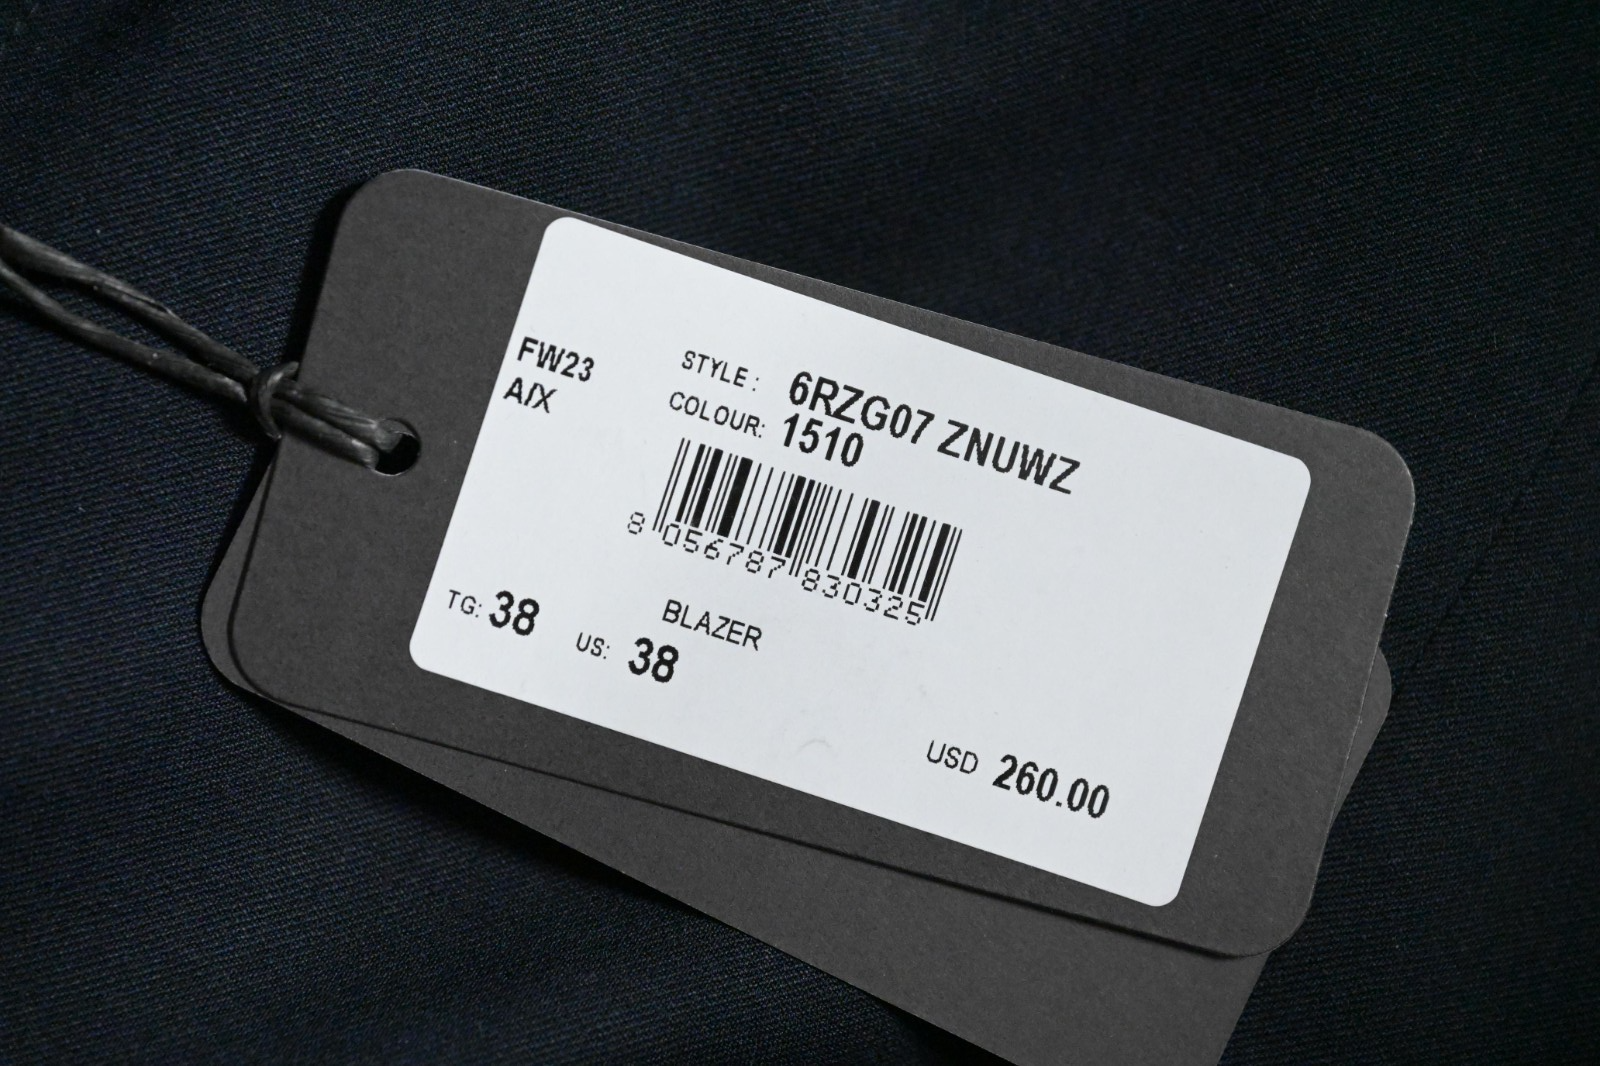 FW23
A/X
STYLE : 6RZG07 ZNUWZ
COLOUR: 1510
8 056787 830325
BLAZER
TG: 38 US: 38
USD 260.00